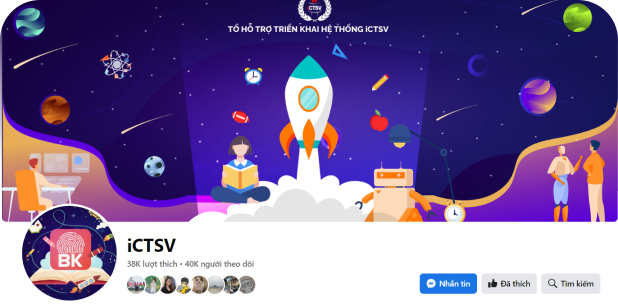 CTSV
TỔ HỖ TRỢ TRIỂN KHAI HỆ THỐNG iCTSV
BK
iCTSV
38K lượt thích • 40K người theo dõi
Nhắn tin
Đã thích
Tìm kiếm